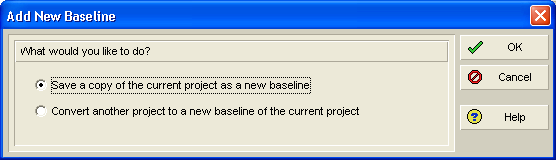 Add New Baseline
What would you like to do?
Save a copy of the current project as a new baseline
Convert another project to a new baseline of the current project
OK
Cancel
Help